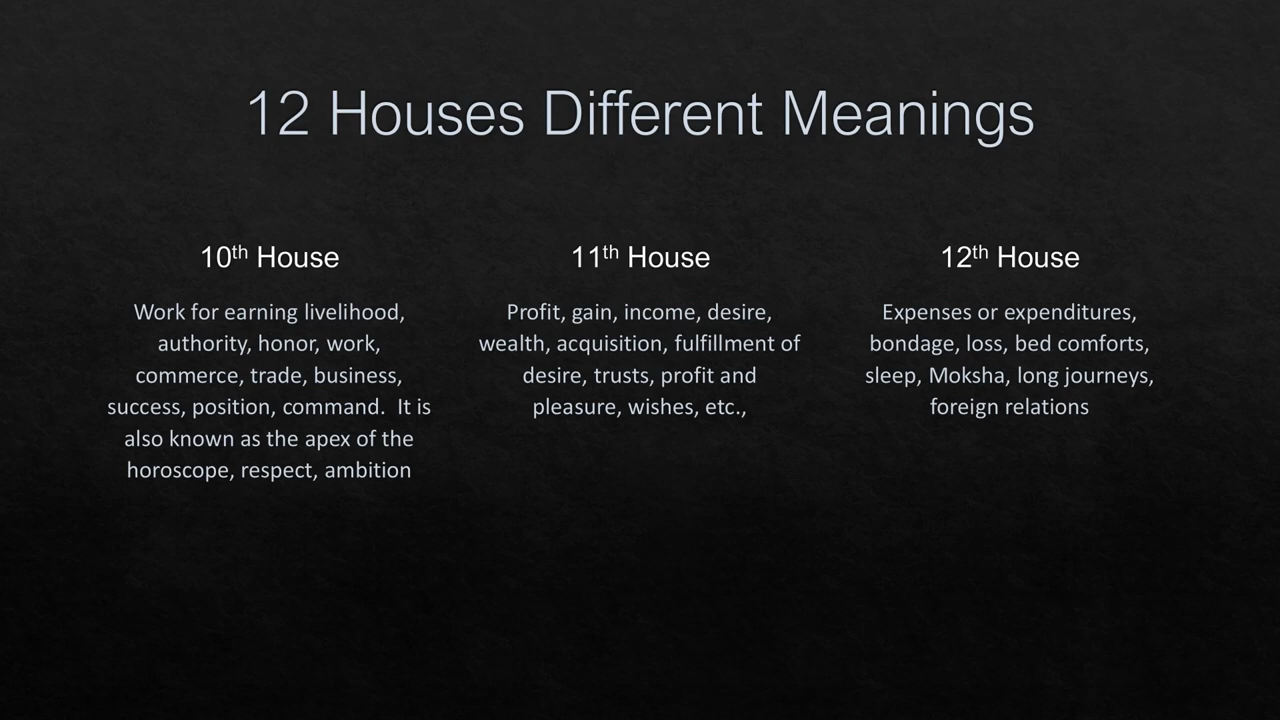 12 Houses Different Meanings
10th House
Work for earning livelihood,
authority, honor, work,
commerce, trade, business,
success, position, command.  It is
also known as the apex of the
horoscope, respect, ambition
11th House
Profit, gain, income, desire,
wealth, acquisition, fulfillment of
desire, trusts, profit and
pleasure, wishes, etc.,
12th House
Expenses or expenditures,
bondage, loss, bed comforts,
sleep, Moksha, long journeys,
foreign relations